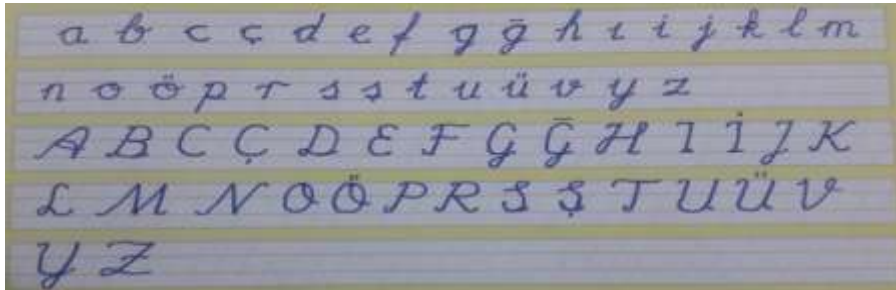 a b c ç d e f g ğ h ı i j k l m
n o ö p r s ş t u ü v y z
A B C Ç D E F G Ğ H I İ J K
L M N O Ö P R S Ş T U Ü V
Y Z